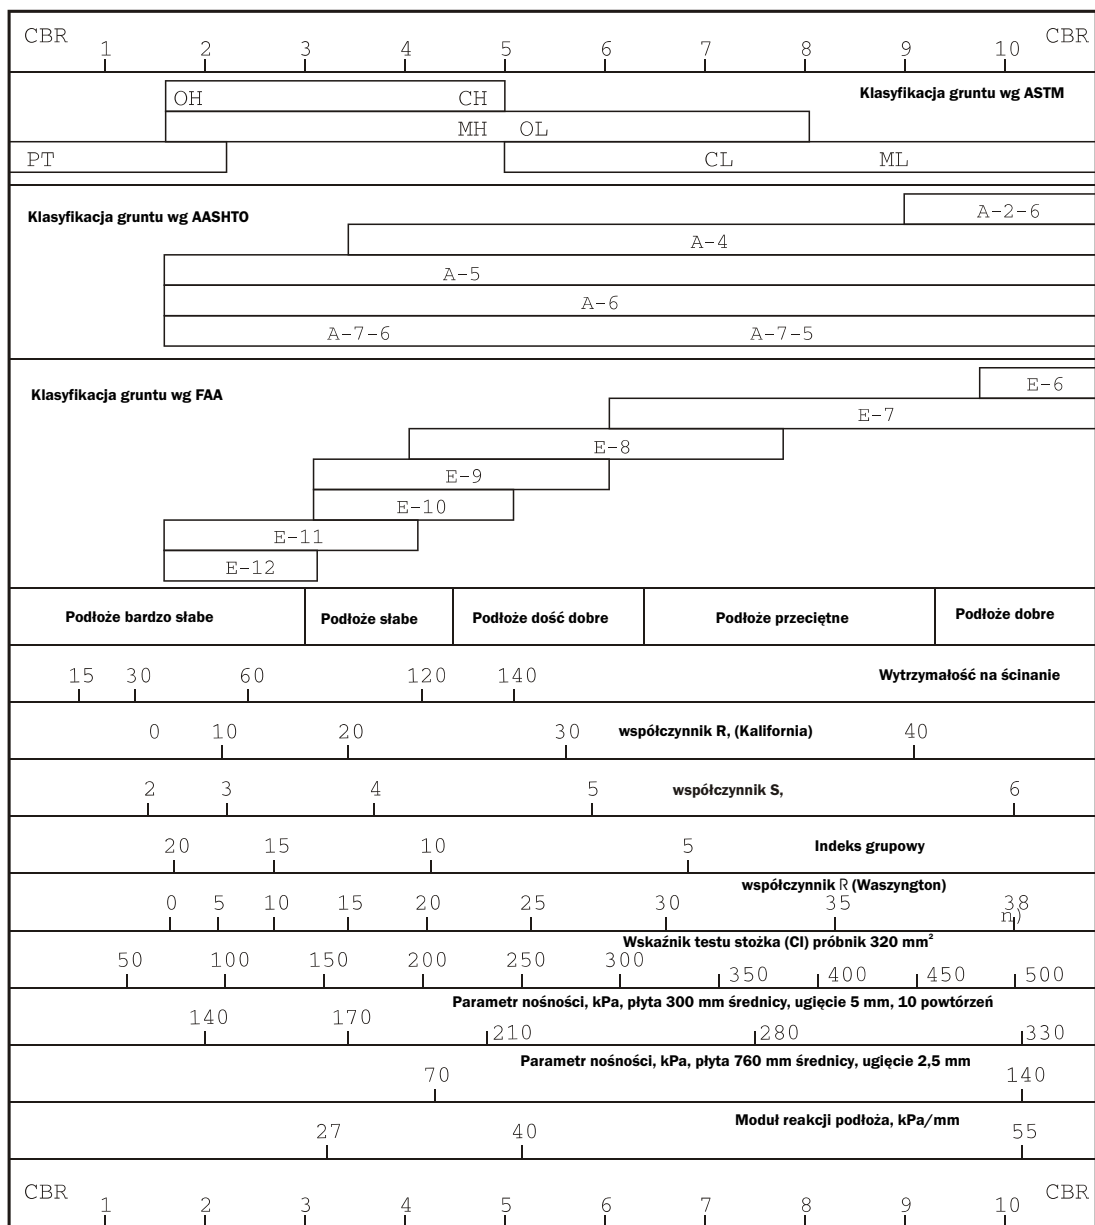 CBR 1 2 3 4 5 6 7 8 9 10 CBR
OH CH Klasyfikacja gruntu wg ASTM
MH OL
PT CL ML
Klasyfikacja gruntu wg AASHTO A-2-6
A-4
A-5
A-6
A-7-6 A-7-5
Klasyfikacja gruntu wg FAA E-6
E-7
E-8
E-9
E-10
E-11
E-12
Podłoże bardzo słabe Podłoże słabe Podłoże dość dobre Podłoże przeciętne Podłoże dobre
15 30 60 120 140 Wytrzymałość na ścinanie
0 10 20 30 współczynnik R, (Kalifornia) 40
2 3 4 5 współczynnik S, 6
20 15 10 5 Indeks grupowy
współczynnik R (Waszyngton)
0 5 10 15 20 25 30 35 38
n)
Wskaźnik testu stożka (CI) próbnik 320 mm²
50 100 150 200 250 300 350 400 450 500
Parametr nośności, kPa, płyta 300 mm średnicy, ugięcie 5 mm, 10 powtórzeń
140 170 210 280 330
Parametr nośności, kPa, płyta 760 mm średnicy, ugięcie 2,5 mm
70 140
Moduł reakcji podłoża, kPa/mm
27 40 55
CBR 1 2 3 4 5 6 7 8 9 10 CBR